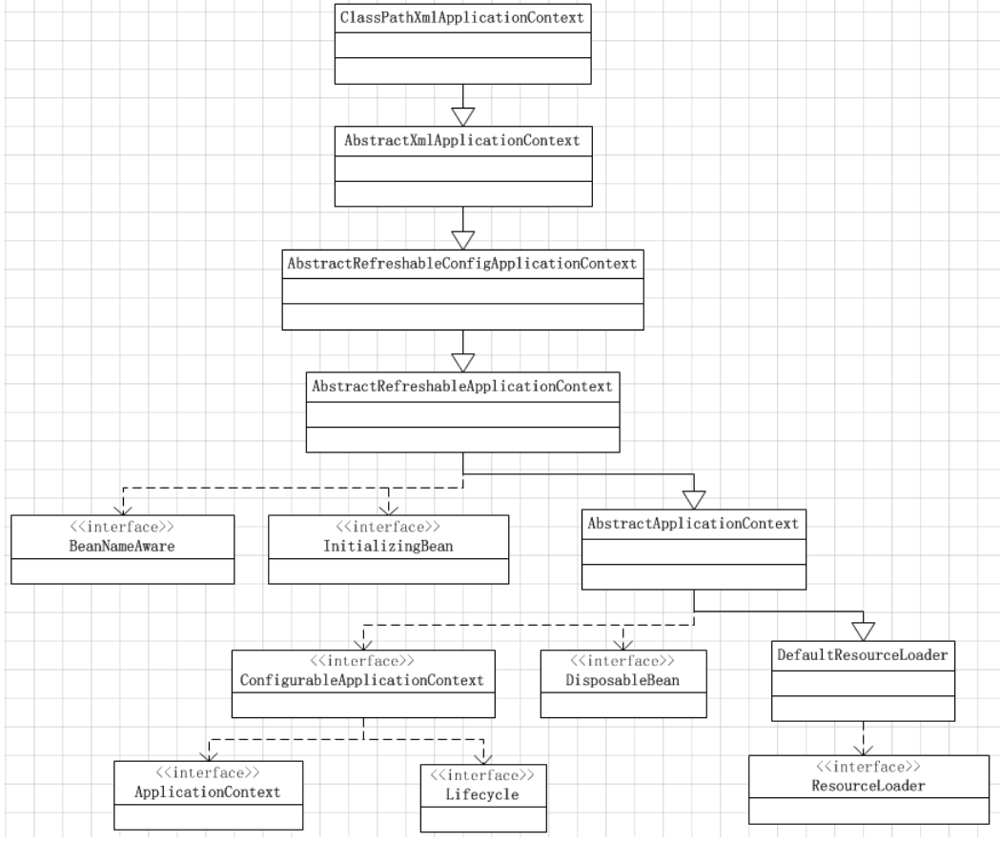 ClassPathXmlApplicationContext
AbstractXmlApplicationContext
AbstractRefreshableConfigApplicationContext
AbstractRefreshableApplicationContext
<<interface>>
BeanNameAware
<<interface>>
InitializingBean
AbstractApplicationContext
<<interface>>
ConfigurableApplicationContext
<<interface>>
DisposableBean
DefaultResourceLoader
<<interface>>
ApplicationContext
<<interface>>
Lifecycle
<<interface>>
ResourceLoader